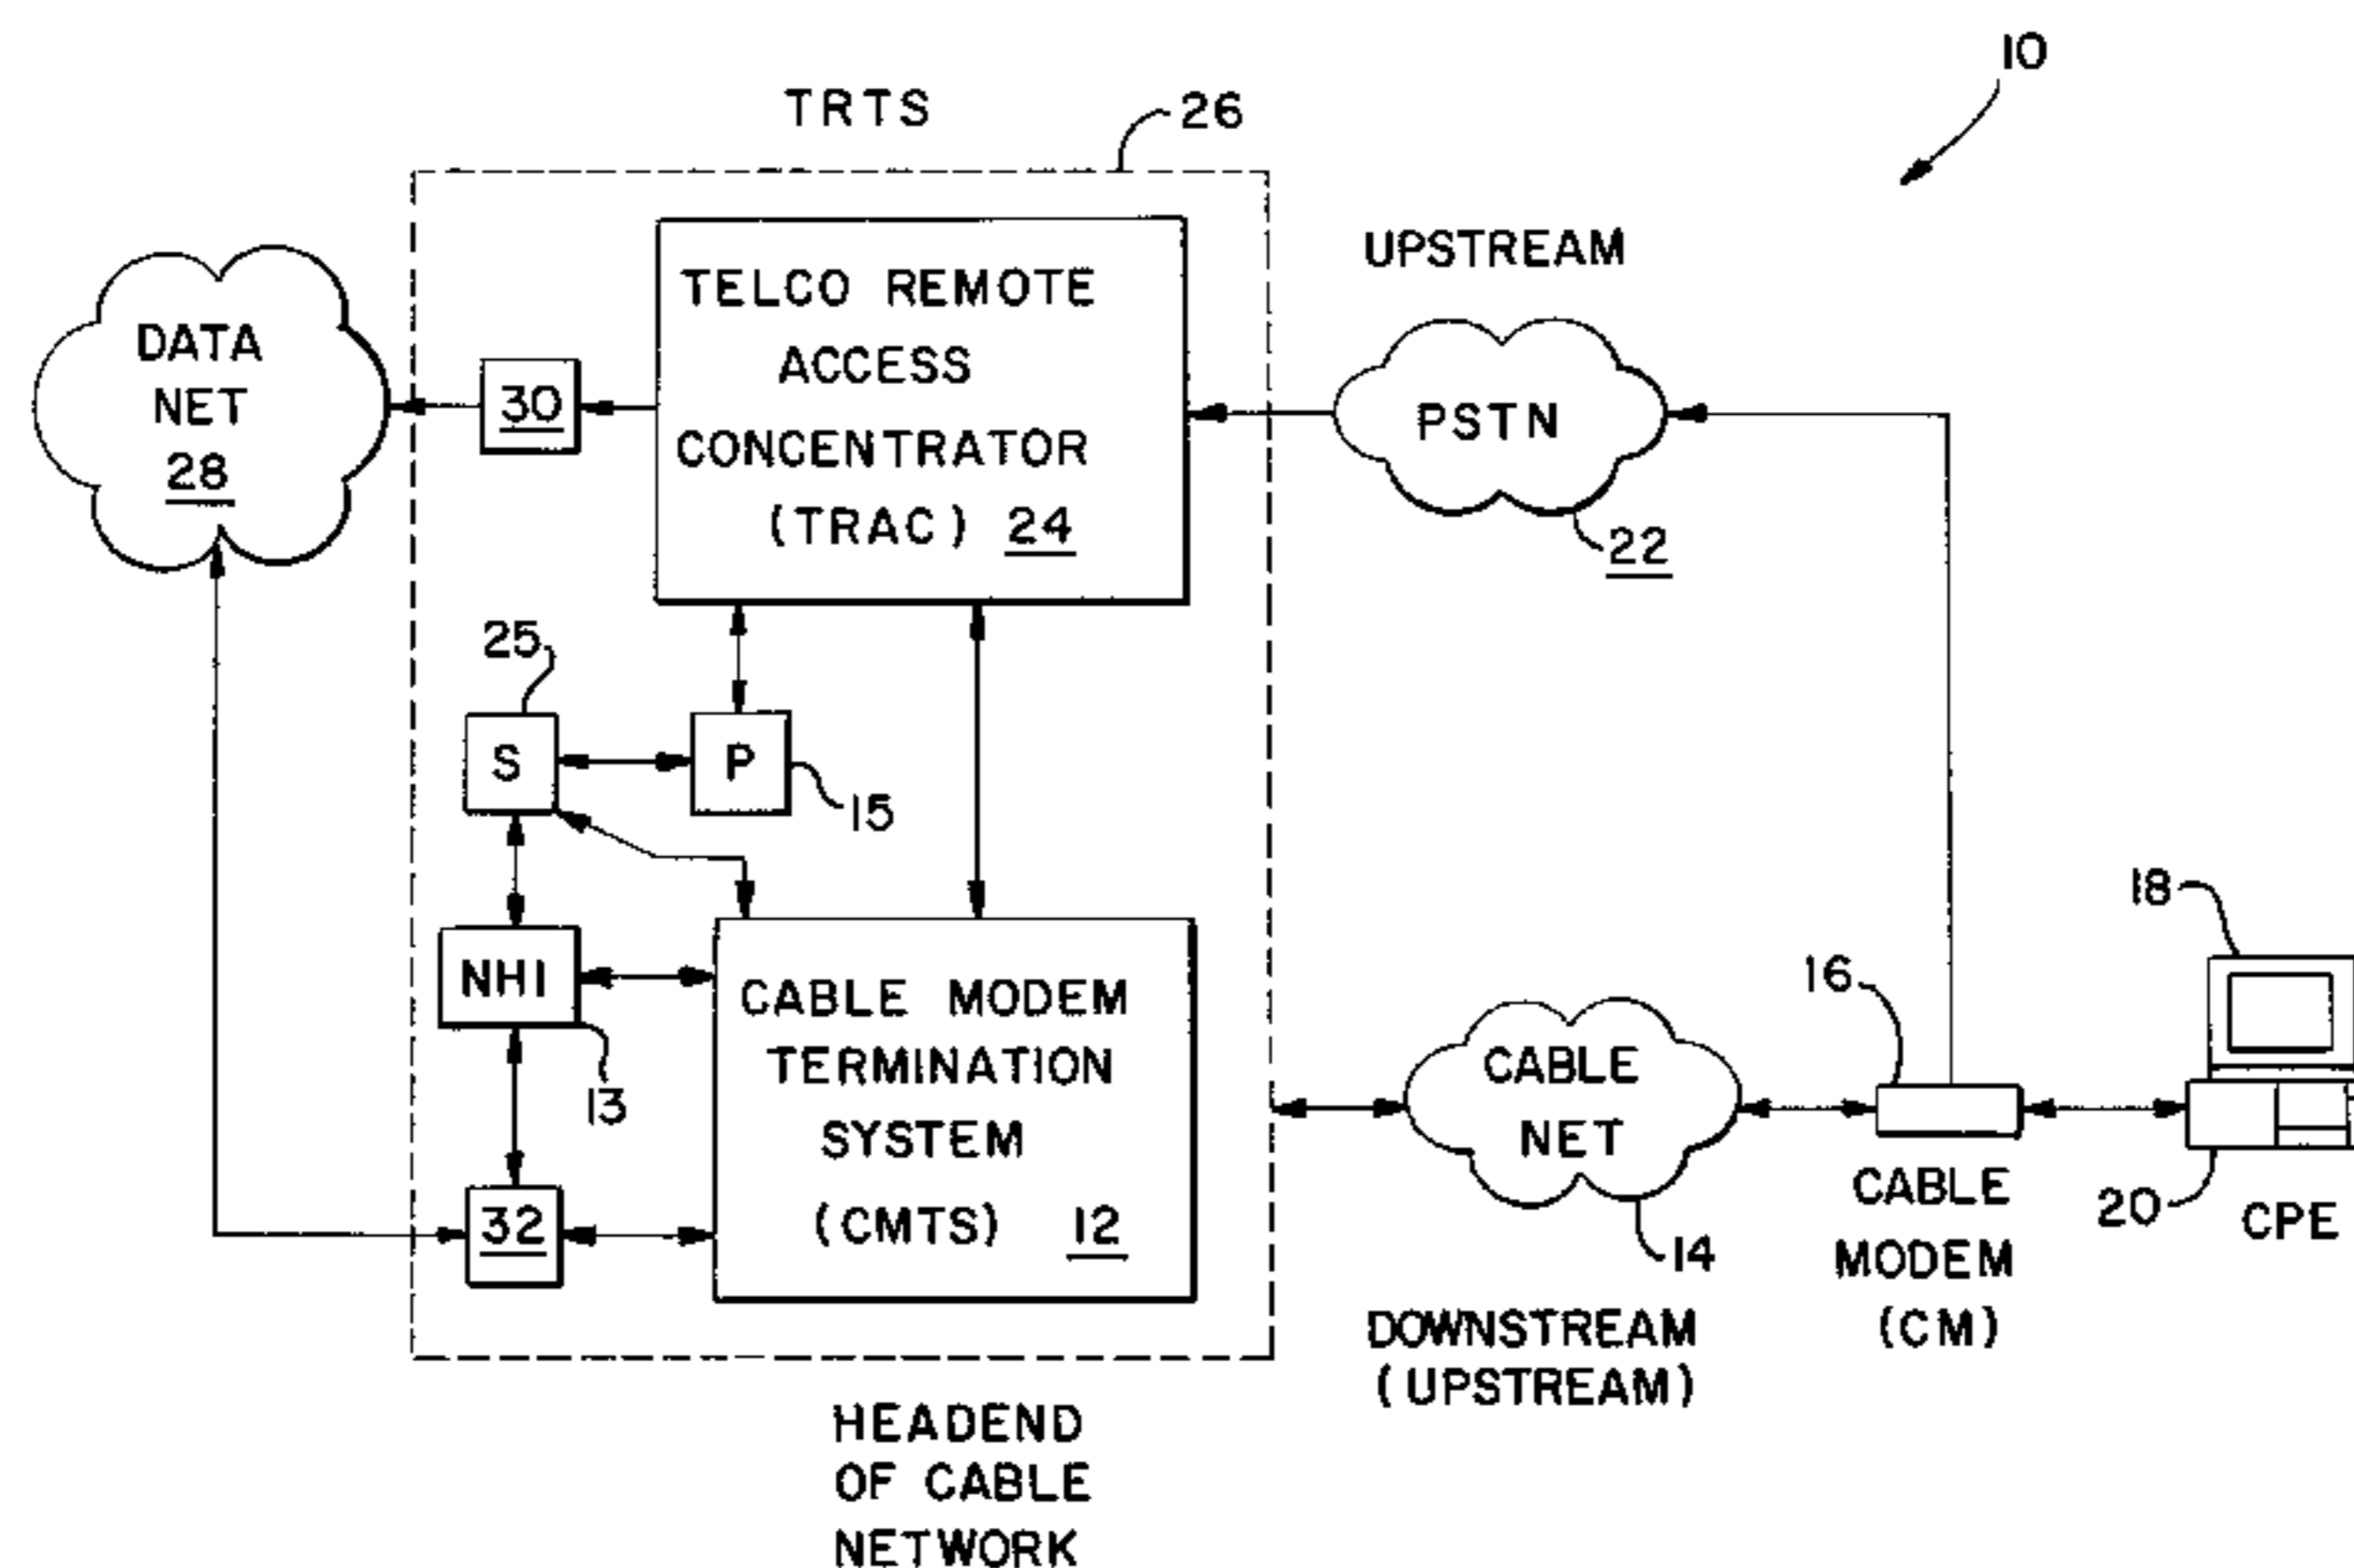 10
TRTS
26
UPSTREAM
DATA
NET
28
30
TELCO REMOTE
ACCESS
CONCENTRATOR
(TRAC) 24
PSTN
22
25
S
P
15
NHI
13
32
CABLE MODEM
TERMINATION
SYSTEM
(CMTS) 12
CABLE
NET
14
16
18
20
CPE
CABLE
MODEM
(CM)
DOWNSTREAM
(UPSTREAM)
HEADEND
OF CABLE
NETWORK